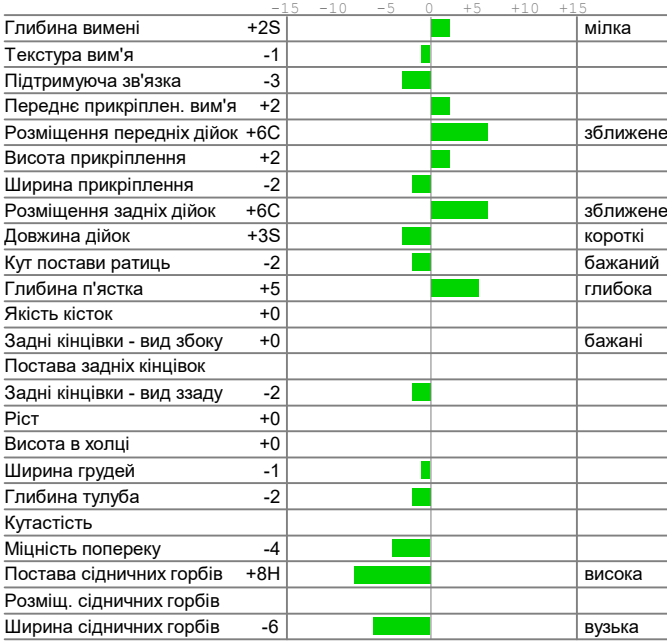 -15 -10 -5 0 +5 +10 +15
Глибина вимені +2S мілка
Текстура вим'я -1
Підтримуюча зв'язка -3
Переднє прикріплен. вим'я +2
Розміщення передніх дійок +6C зближене
Висота прикріплення +2
Ширина прикріплення -2
Розміщення задніх дійок +6C зближене
Довжина дійок +3S короткі
Кут постави ратиць -2 бажаний
Глибина п'ястка +5 глибока
Якість кісток +0
Задні кінцівки - вид збоку +0 бажані
Постава задніх кінцівок
Задні кінцівки - вид ззаду -2
Ріст +0
Висота в холці +0
Ширина грудей -1
Глибина тулуба -2
Кутастість
Міцність попереку -4
Постава сідничних горбів +8H висока
Розміщ. сідничних горбів
Ширина сідничних горбів -6 вузька